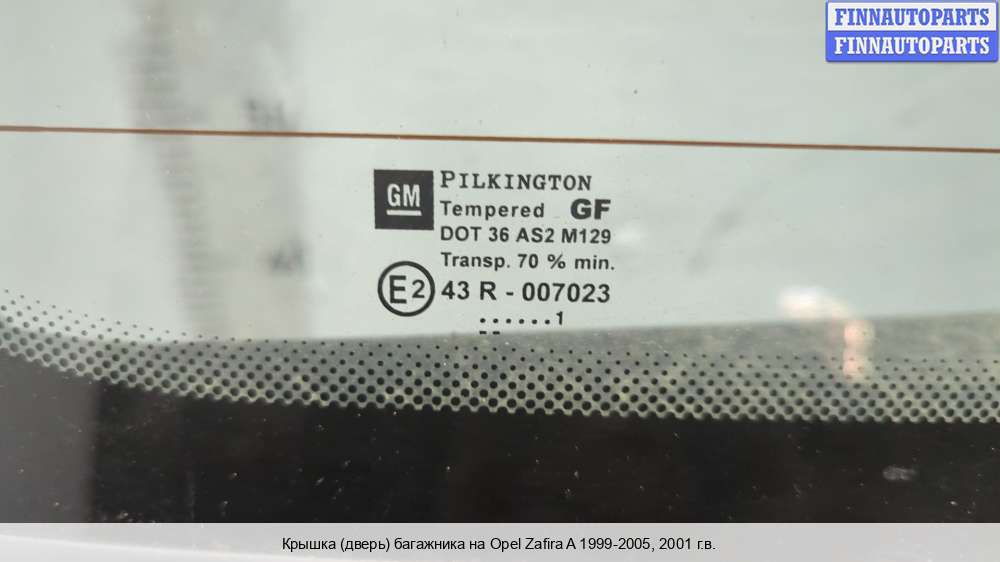 FINNAUTOPARTS
FINNAUTOPARTS
GM
PILKINGTON
Tempered GF
DOT 36 AS2 M129
Transp. 70 % min.
E2 43 R - 007023
......1
Крышка (дверь) багажника на Opel Zafira A 1999-2005, 2001 г.в.